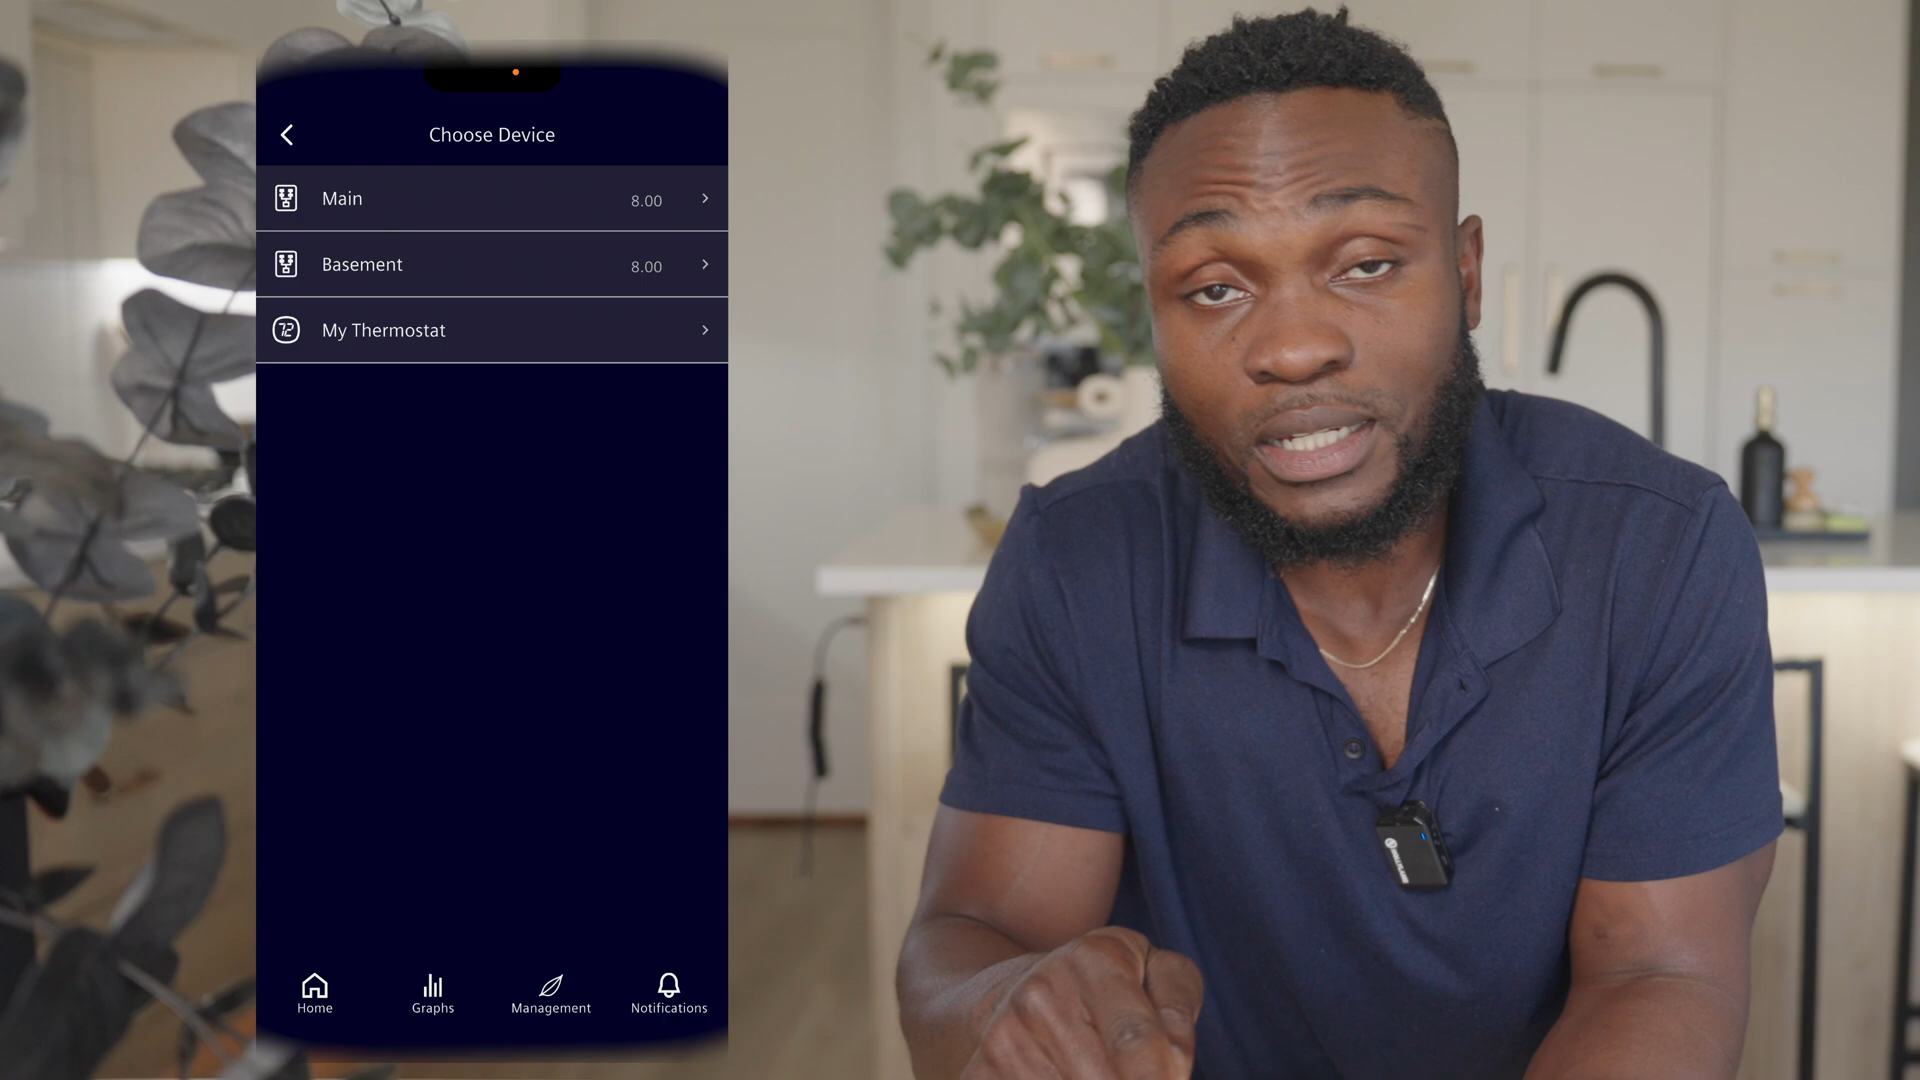 Choose Device
Main 8.00
Basement 8.00
72 My Thermostat
Home Graphs Management Notifications